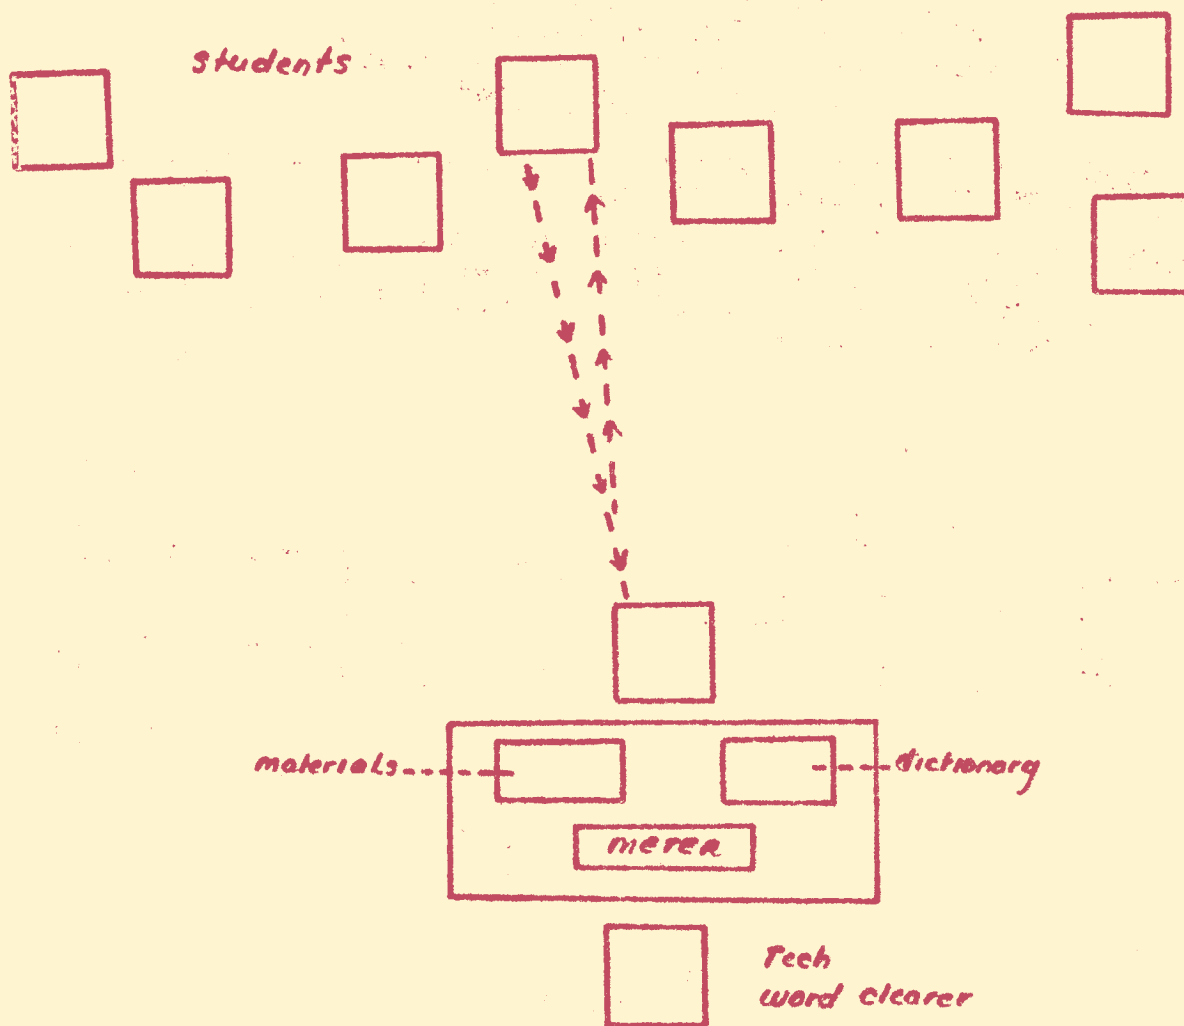 students
materials
dictionary
meter
Tech
word clearer